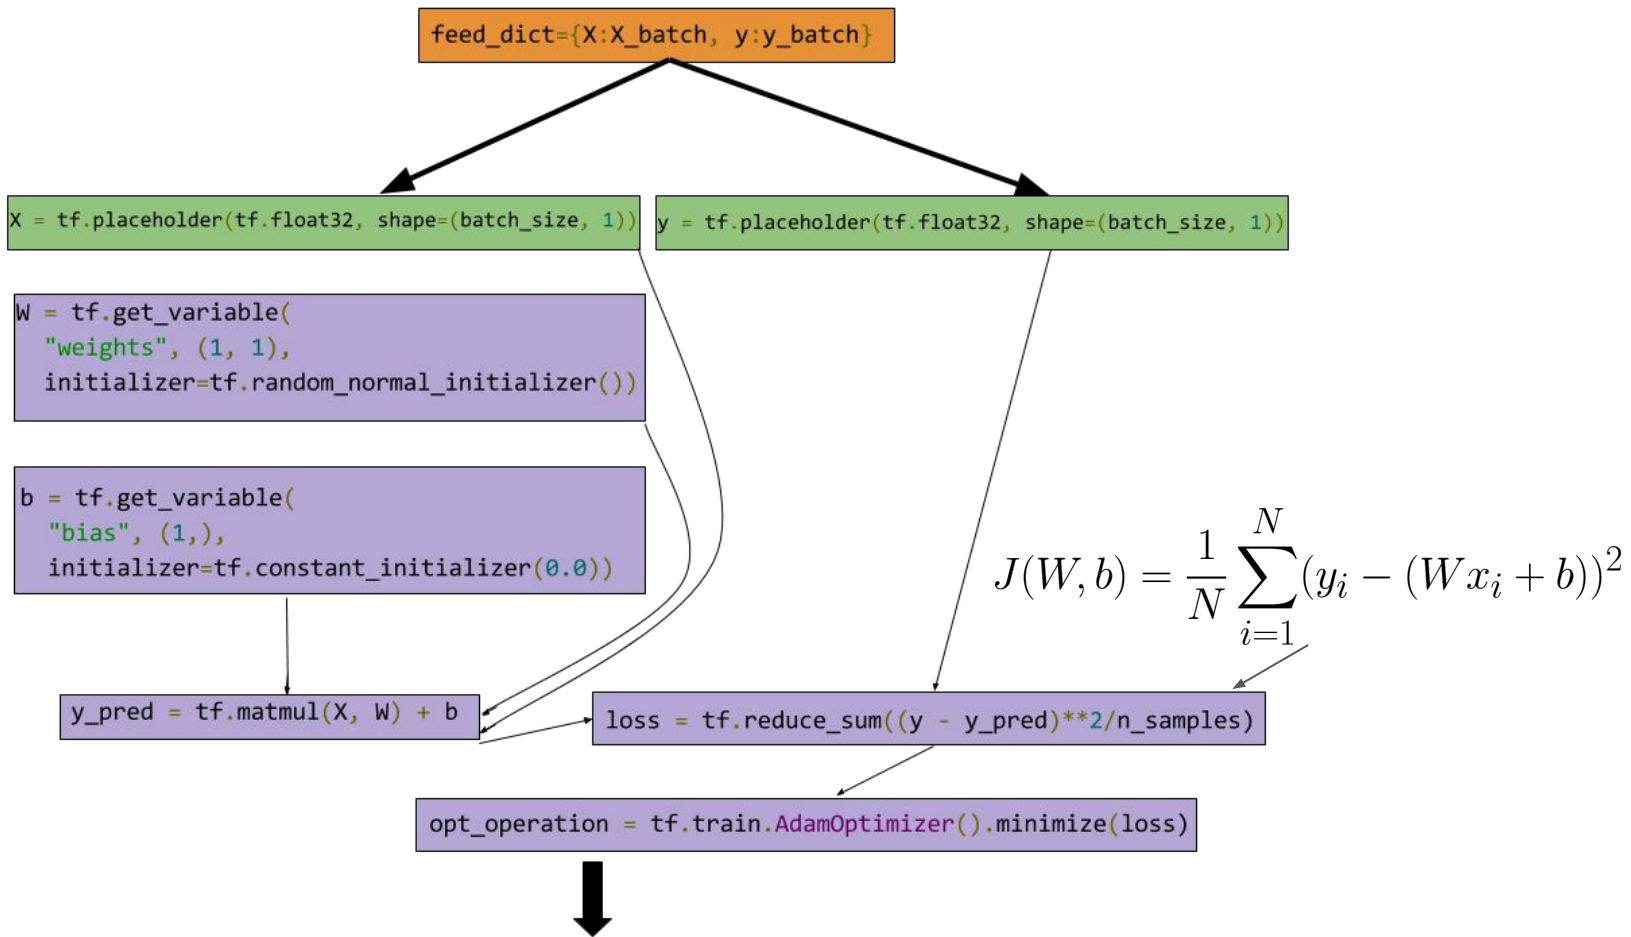 feed_dict={X:X_batch, y:y_batch}
X = tf.placeholder(tf.float32, shape=(batch_size, 1))
y = tf.placeholder(tf.float32, shape=(batch_size, 1))
W = tf.get_variable(
"weights", (1, 1),
initializer=tf.random_normal_initializer())
b = tf.get_variable(
"bias", (1,),
initializer=tf.constant_initializer(0.0))
J(W, b) = \frac{1}{N} \sum_{i=1}^{N} (y_i - (Wx_i + b))^2
y_pred = tf.matmul(X, W) + b
loss = tf.reduce_sum((y - y_pred)**2/n_samples)
opt_operation = tf.train.AdamOptimizer().minimize(loss)